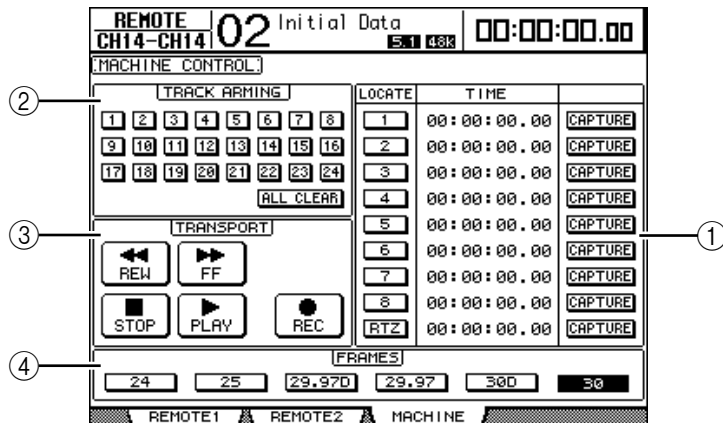 REMOTE
CH14-CH14
02 Initial Data
5.1 48k
00:00:00.00
MACHINE CONTROL
② TRACK ARMING
1 2 3 4 5 6 7 8
9 10 11 12 13 14 15 16
17 18 19 20 21 22 23 24
ALL CLEAR
③ TRANSPORT
REW FF
STOP PLAY REC
LOCATE TIME
1 00:00:00.00 CAPTURE
2 00:00:00.00 CAPTURE
3 00:00:00.00 CAPTURE
4 00:00:00.00 CAPTURE
5 00:00:00.00 CAPTURE ①
6 00:00:00.00 CAPTURE
7 00:00:00.00 CAPTURE
8 00:00:00.00 CAPTURE
RTZ 00:00:00.00 CAPTURE
④ FRAMES
24 25 29.97D 29.97 30D 30
REMOTE1 REMOTE2 MACHINE